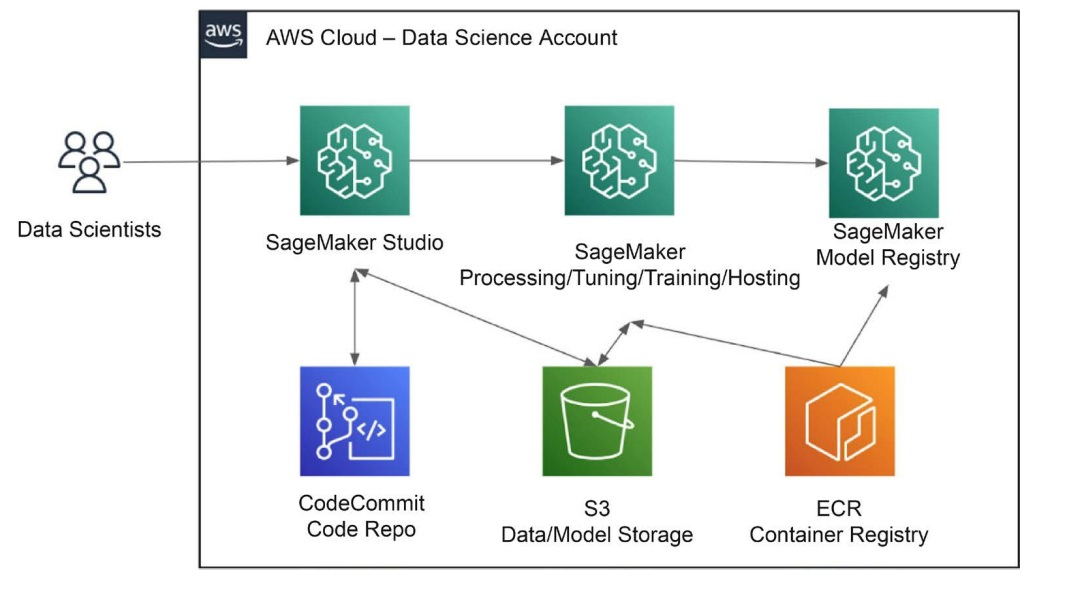 aws
AWS Cloud – Data Science Account
Data Scientists
SageMaker Studio
SageMaker
Processing/Tuning/Training/Hosting
SageMaker
Model Registry
</>
CodeCommit
Code Repo
S3
Data/Model Storage
ECR
Container Registry